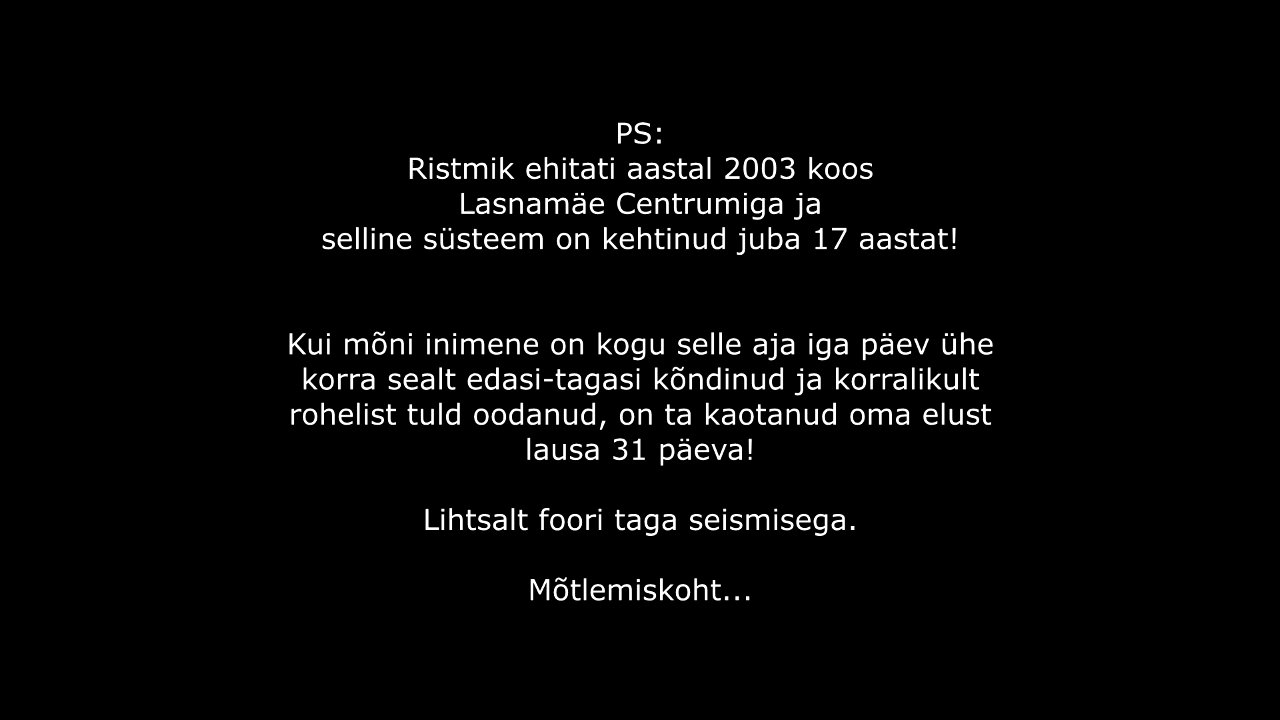 PS:
Ristmik ehitati aastal 2003 koos
Lasnamäe Centrumiga ja
selline süsteem on kehtinud juba 17 aastat!
Kui mõni inimene on kogu selle aja iga päev ühe
korra sealt edasi-tagasi kõndinud ja korralikult
rohelist tuld oodanud, on ta kaotanud oma elust
lausa 31 päeva!
Lihtsalt foori taga seismisega.
Mõtlemiskoht...